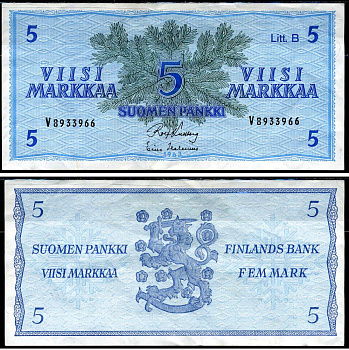 5 Litt. B 5
VIISI MARKKAA 5 VIISI MARKKAA
SUOMEN PANKKI
V8933966 V8933966
1963
5 5
SUOMEN PANKKI FINLANDS BANK
VIISI MARKKAA FEM MARK
5 5